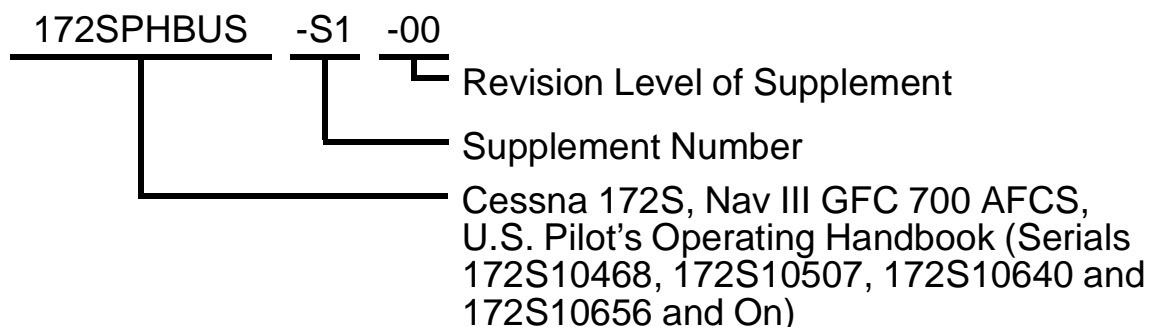 172SPHBUS -S1 -00
Revision Level of Supplement
Supplement Number
Cessna 172S, Nav III GFC 700 AFCS,
U.S. Pilot's Operating Handbook (Serials
172S10468, 172S10507, 172S10640 and
172S10656 and On)